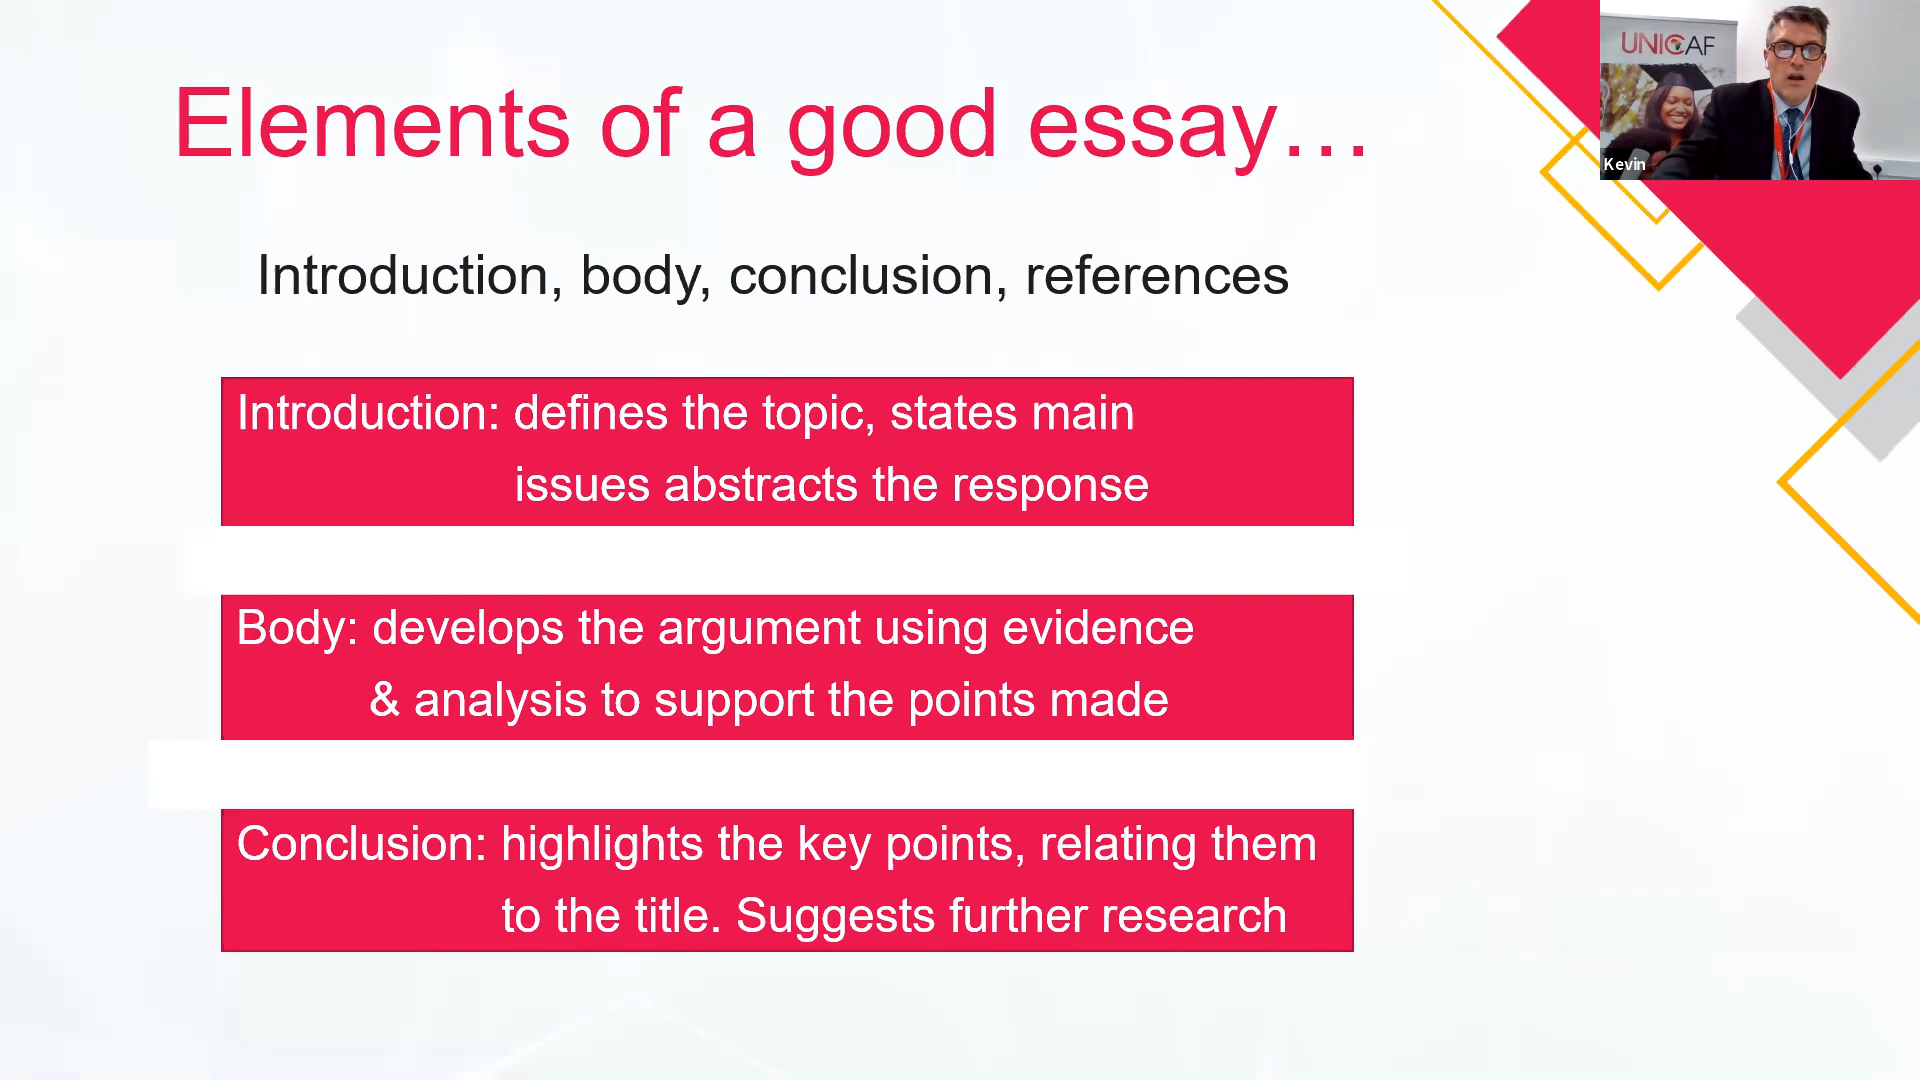 Elements of a good essay…
UNICAF
Kevin
Introduction, body, conclusion, references
Introduction: defines the topic, states main
issues abstracts the response
Body: develops the argument using evidence
& analysis to support the points made
Conclusion: highlights the key points, relating them
to the title. Suggests further research